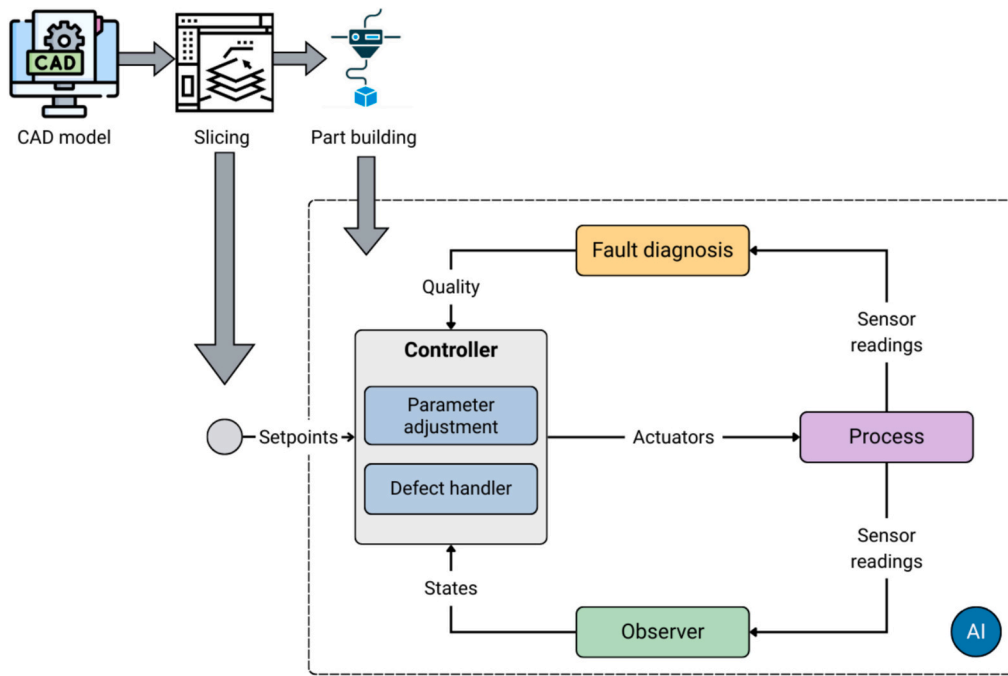 CAD
CAD model
Slicing
Part building
Fault diagnosis
Quality
Sensor
readings
Controller
Parameter
adjustment
Setpoints
Actuators
Process
Defect handler
Sensor
readings
States
Observer
AI